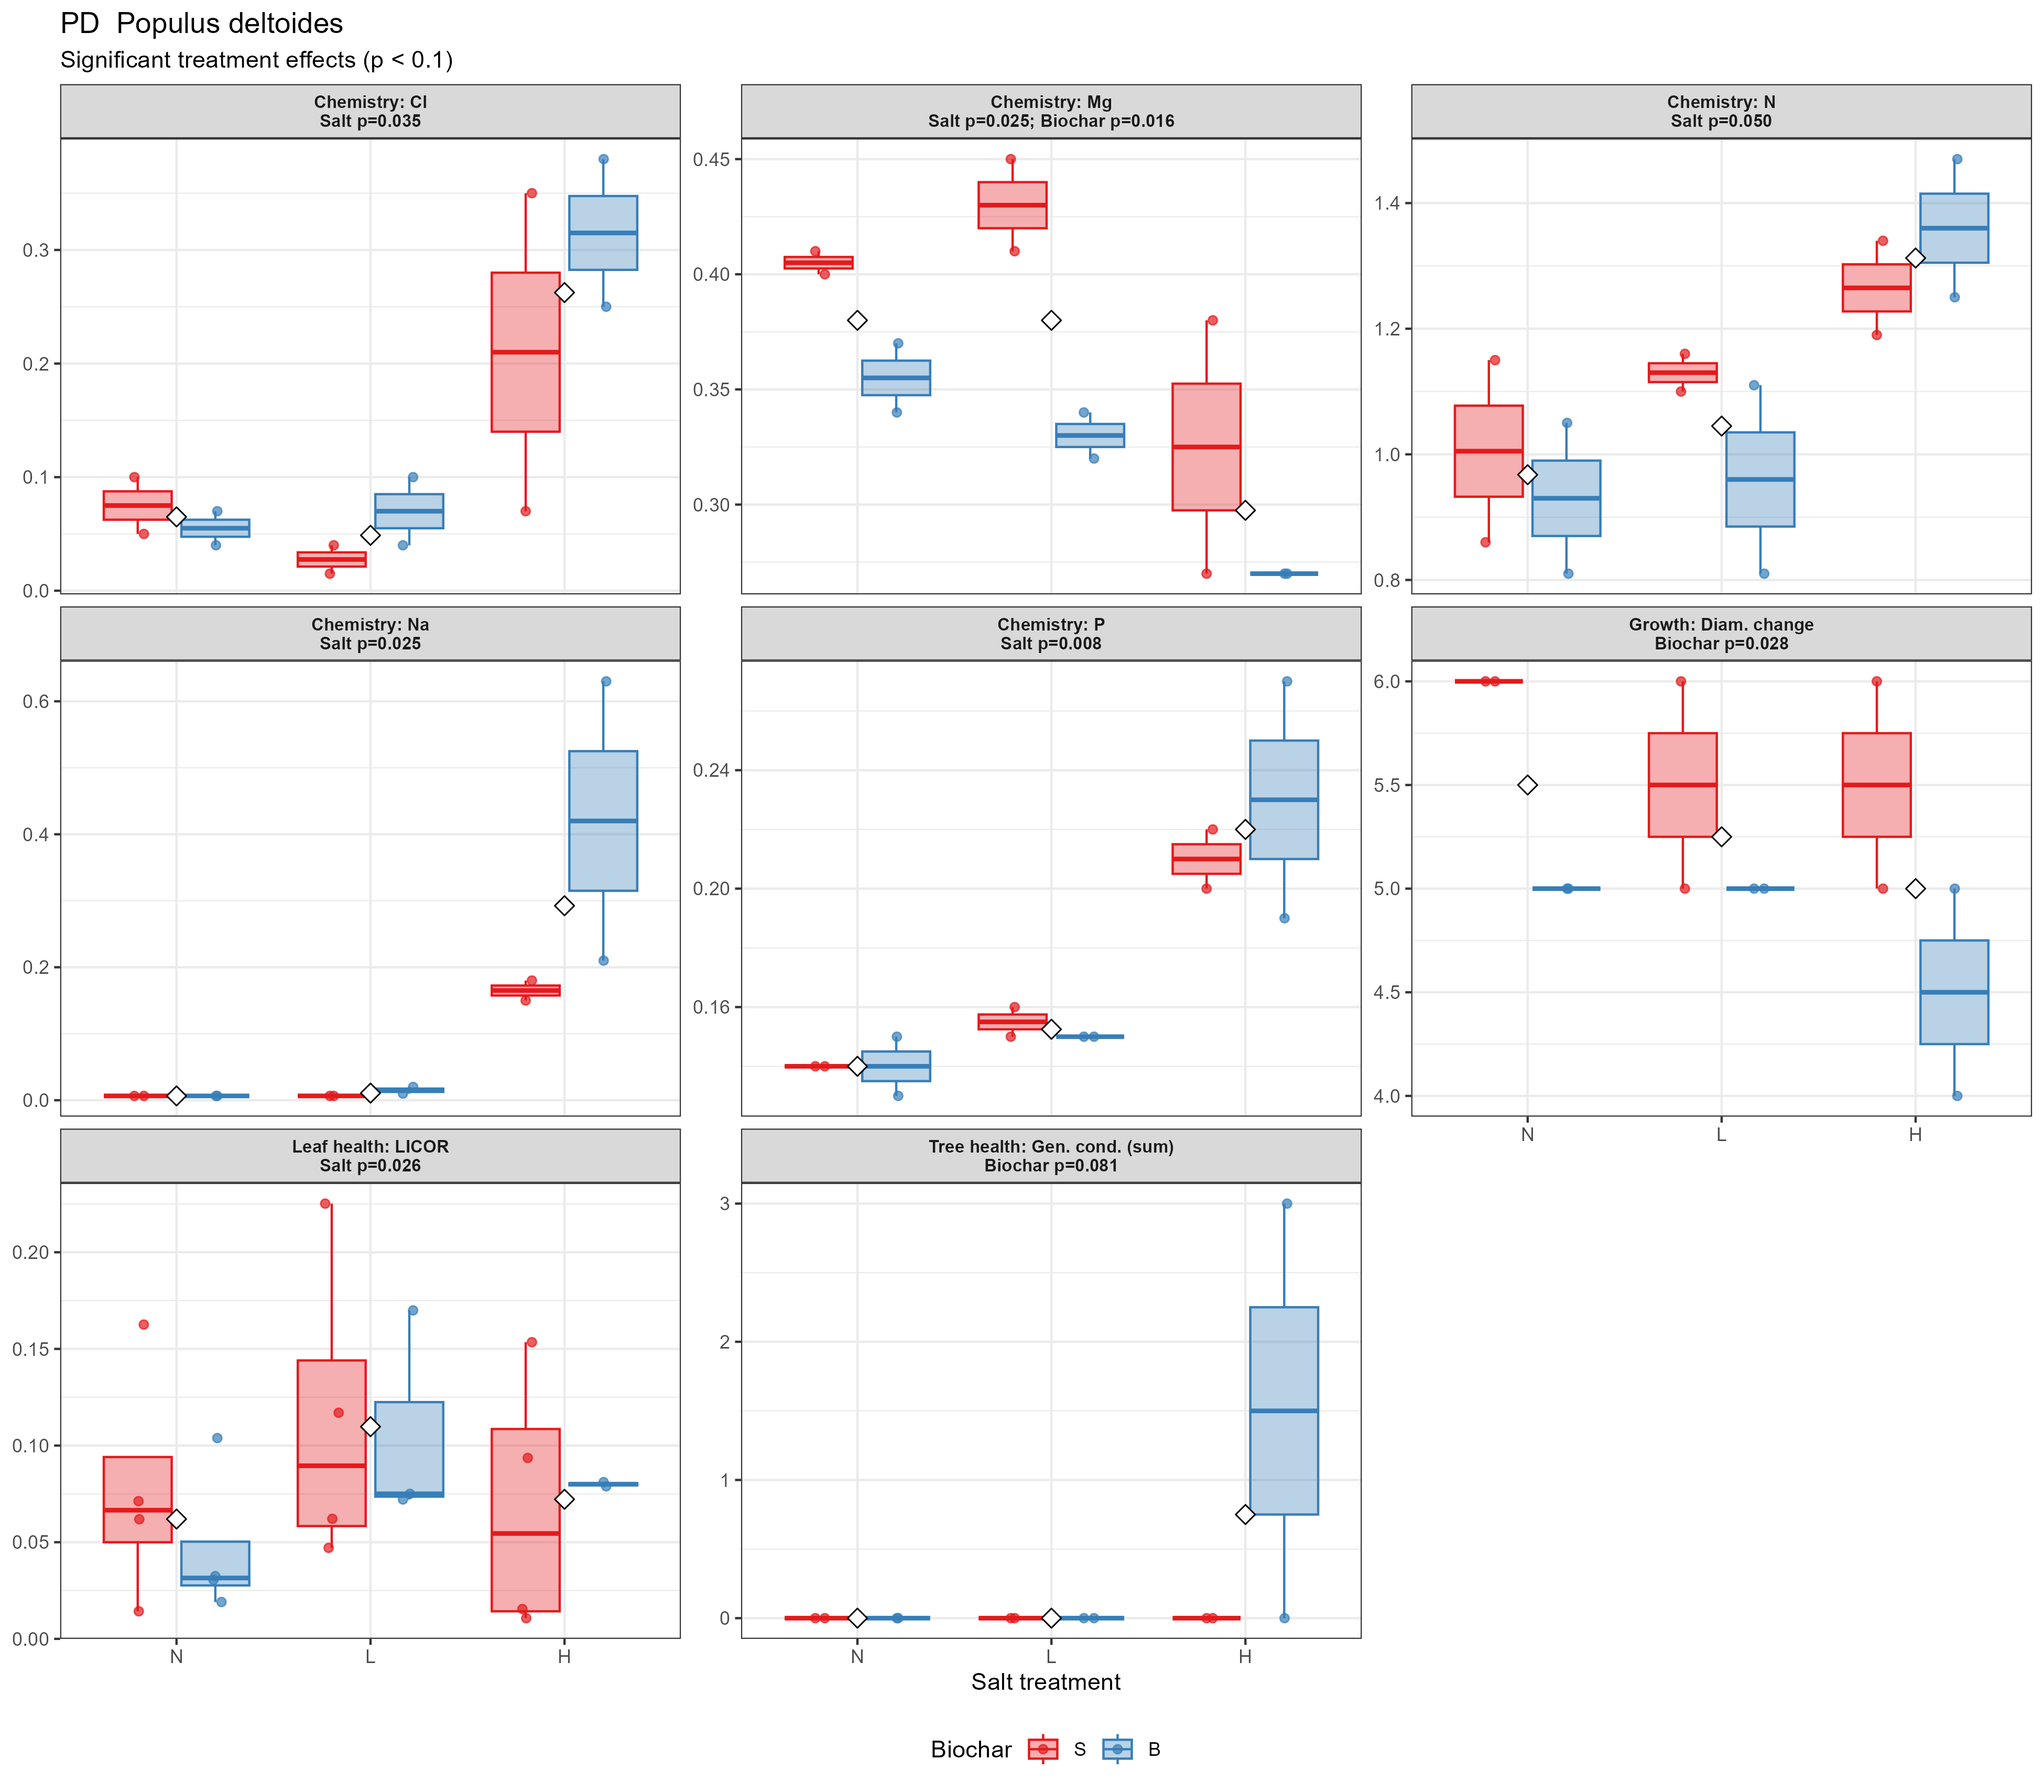 PD  Populus deltoides
Significant treatment effects (p < 0.1)
Chemistry: Cl
Salt p=0.035
Chemistry: Mg
Salt p=0.025; Biochar p=0.016
Chemistry: N
Salt p=0.050
0.3
0.2
0.1
0.0
0.45
0.40
0.35
0.30
1.4
1.2
1.0
0.8
Chemistry: Na
Salt p=0.025
Chemistry: P
Salt p=0.008
Growth: Diam. change
Biochar p=0.028
0.6
0.4
0.2
0.0
0.24
0.20
0.16
6.0
5.5
5.0
4.5
4.0
N L H
Leaf health: LICOR
Salt p=0.026
Tree health: Gen. cond. (sum)
Biochar p=0.081
0.20
0.15
0.10
0.05
0.00
3
2
1
0
N L H
N L H
Salt treatment
Biochar S B